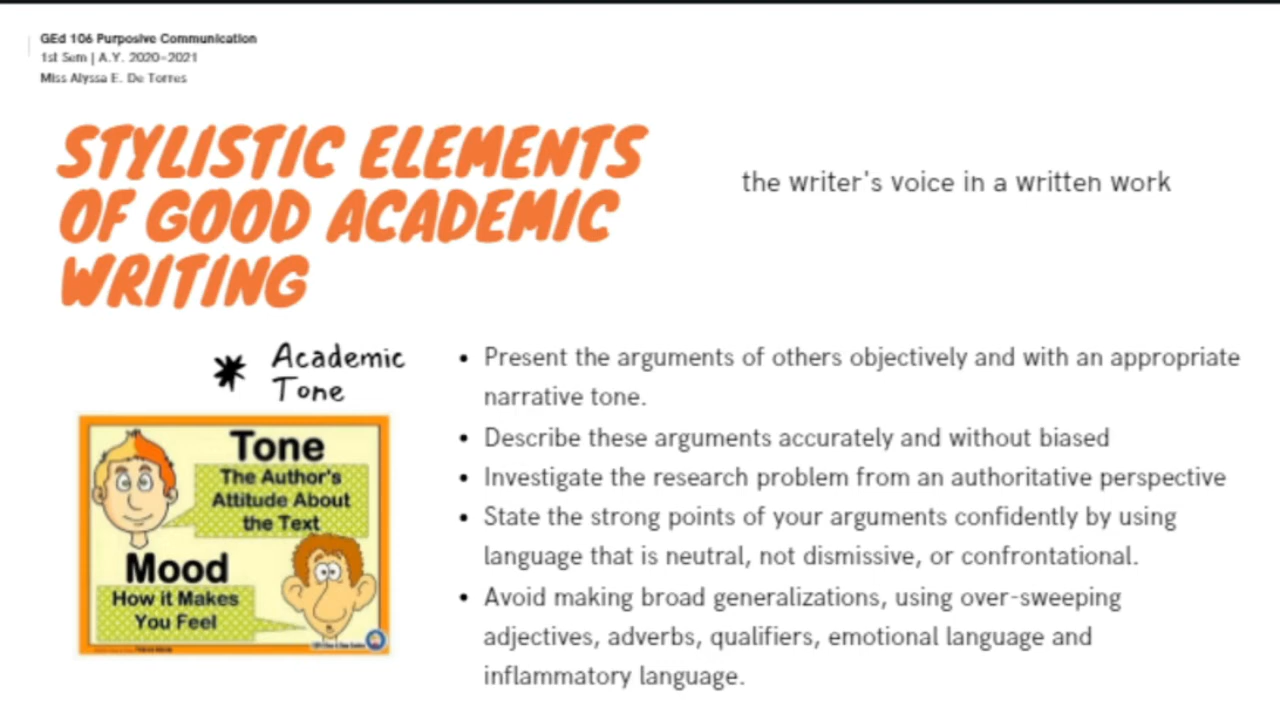 GEd 106 Purposive Communication
1st Sem | A.Y. 2020-2021
Miss Alyssa E. De Torres
STYLISTIC ELEMENTS
OF GOOD ACADEMIC
WRITING
the writer's voice in a written work
Academic
Tone
Tone
The Author's
Attitude About
the Text
Mood
How it Makes
You Feel
• Present the arguments of others objectively and with an appropriate
narrative tone.
• Describe these arguments accurately and without biased
• Investigate the research problem from an authoritative perspective
• State the strong points of your arguments confidently by using
language that is neutral, not dismissive, or confrontational.
• Avoid making broad generalizations, using over-sweeping
adjectives, adverbs, qualifiers, emotional language and
inflammatory language.